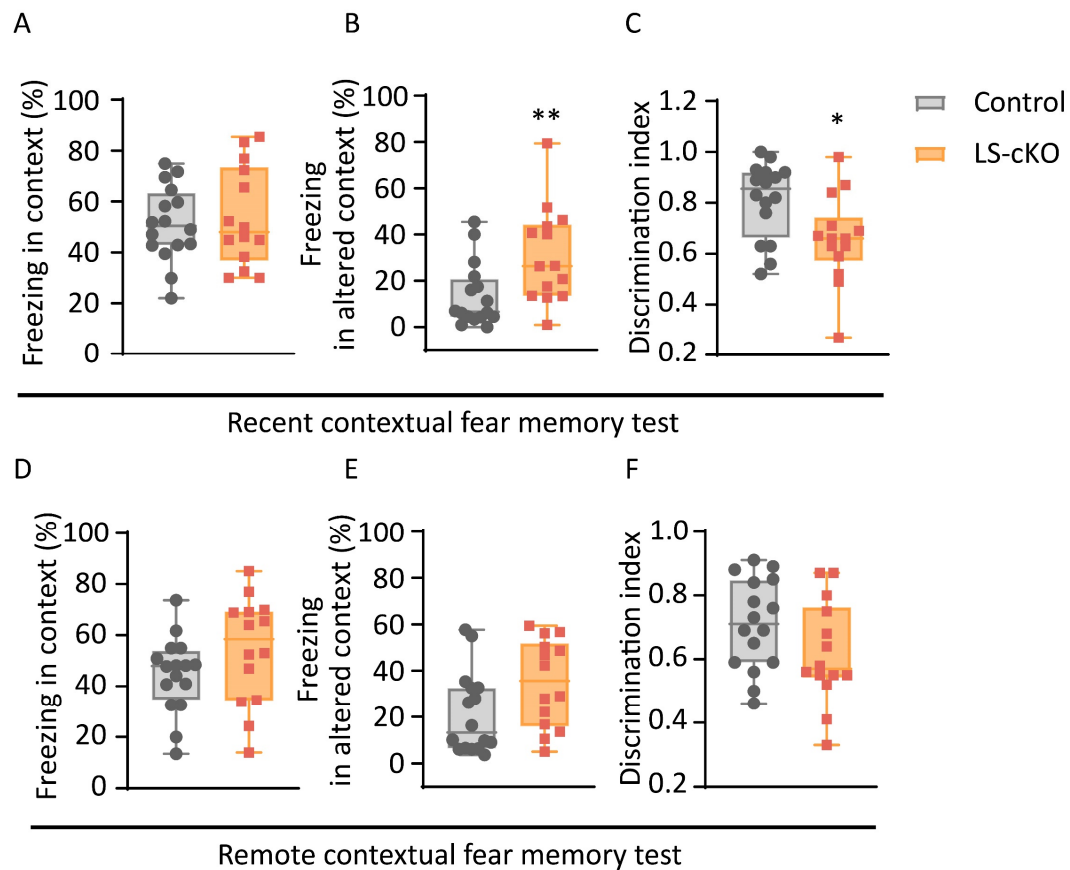 A
B
C
Freezing in context (%)
100
80
60
40
20
0
Freezing
in altered context (%)
100
80
60
40
20
0
**
Discrimination index
1.2
1.0
0.8
0.6
0.4
0.2
*
Control
LS-cKO
Recent contextual fear memory test
D
E
F
Freezing in context (%)
100
80
60
40
20
0
Freezing
in altered context (%)
100
80
60
40
20
0
Discrimination index
1.0
0.8
0.6
0.4
0.2
Remote contextual fear memory test